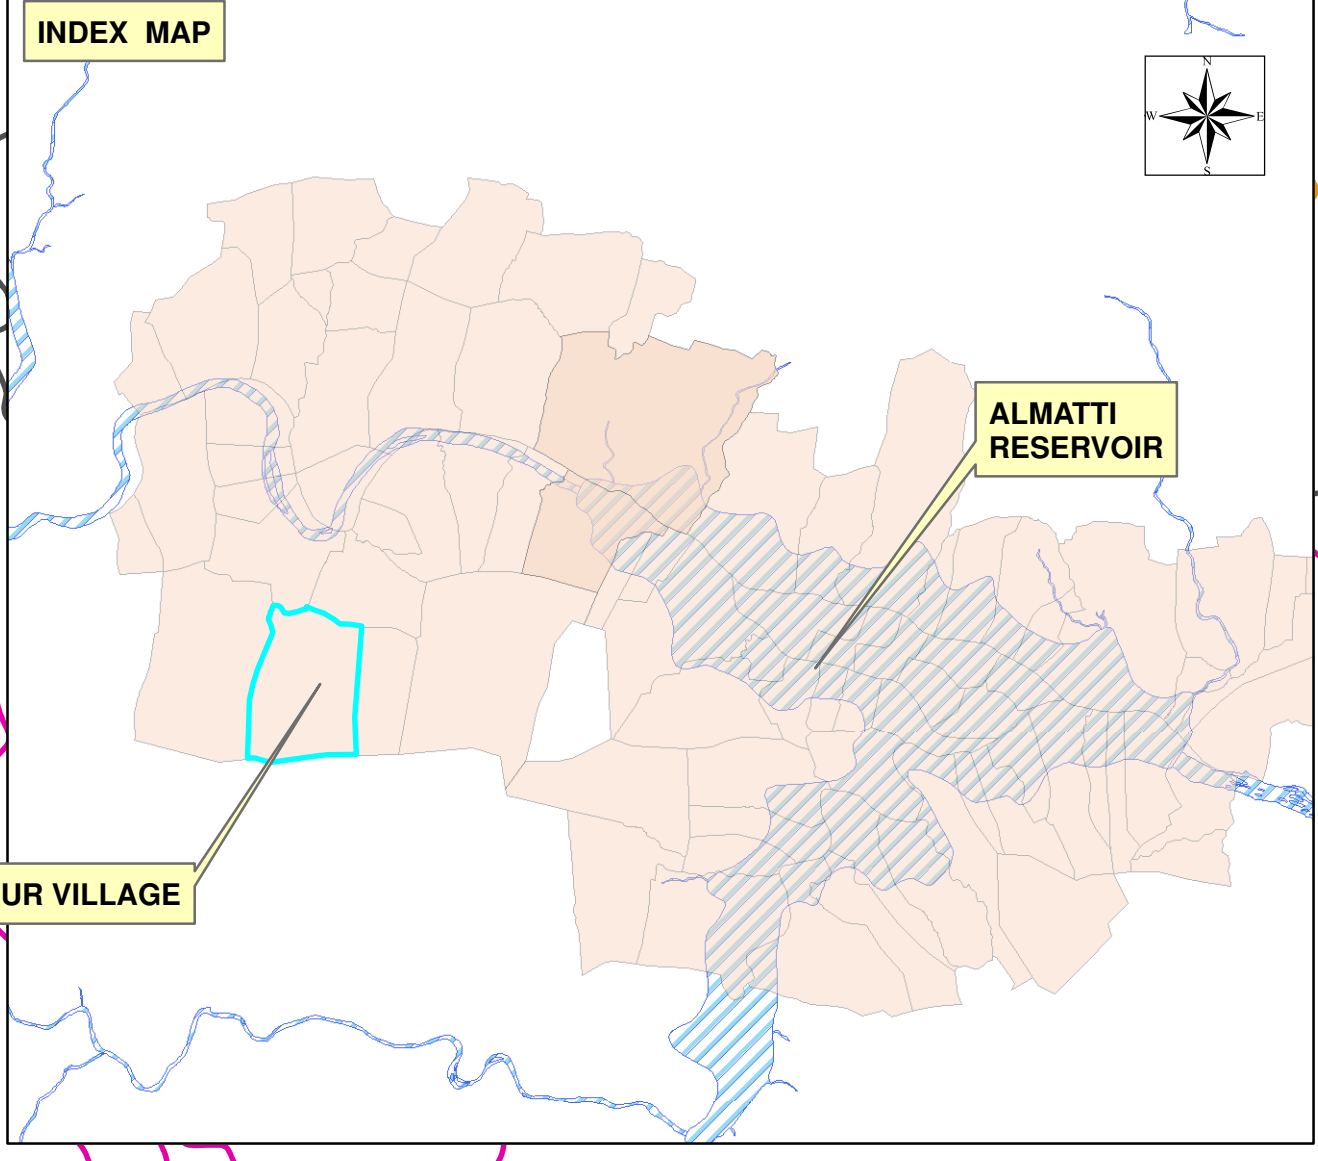 INDEX MAP
N
W E
S
ALMATTI
RESERVOIR
UR VILLAGE